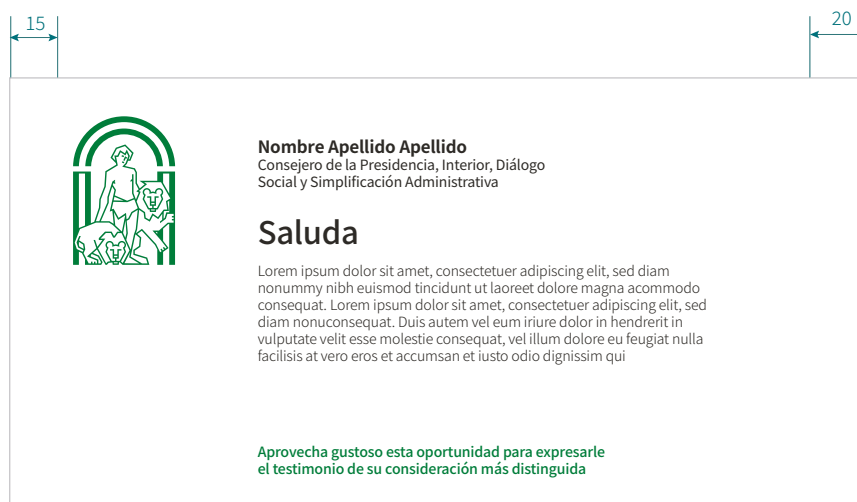 15
20
Nombre Apellido Apellido
Consejero de la Presidencia, Interior, Diálogo
Social y Simplificación Administrativa
Saluda
Lorem ipsum dolor sit amet, consectetuer adipiscing elit, sed diam
nonummy nibh euismod tincidunt ut laoreet dolore magna acommodo
consequat. Lorem ipsum dolor sit amet, consectetuer adipiscing elit, sed
diam nonuconsequat. Duis autem vel eum iriure dolor in hendrerit in
vulputate velit esse molestie consequat, vel illum dolore eu feugiat nulla
facilisis at vero eros et accumsan et iusto odio dignissim qui
Aprovecha gustoso esta oportunidad para expresarle
el testimonio de su consideración más distinguida